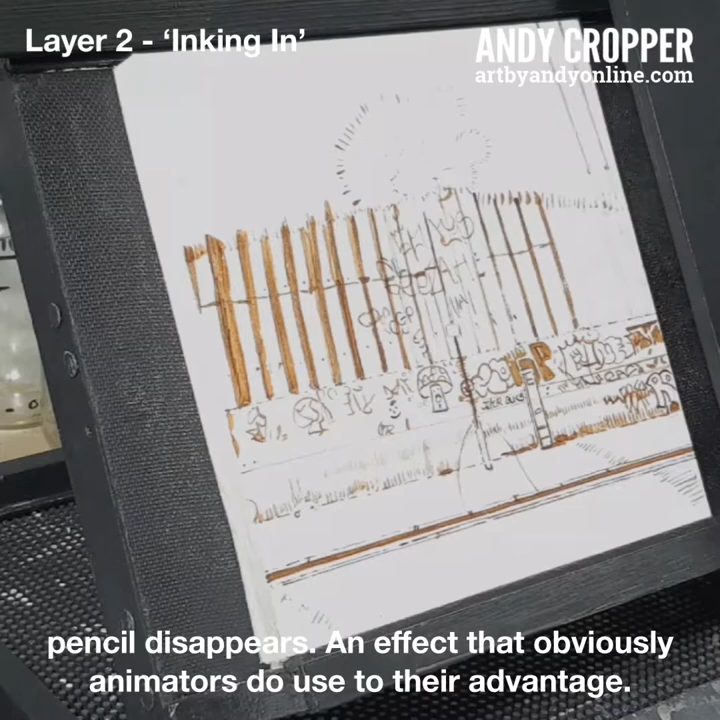 Layer 2 - ‘Inking In’
ANDY CROPPER
artbyandyonline.com
pencil disappears. An effect that obviously
animators do use to their advantage.